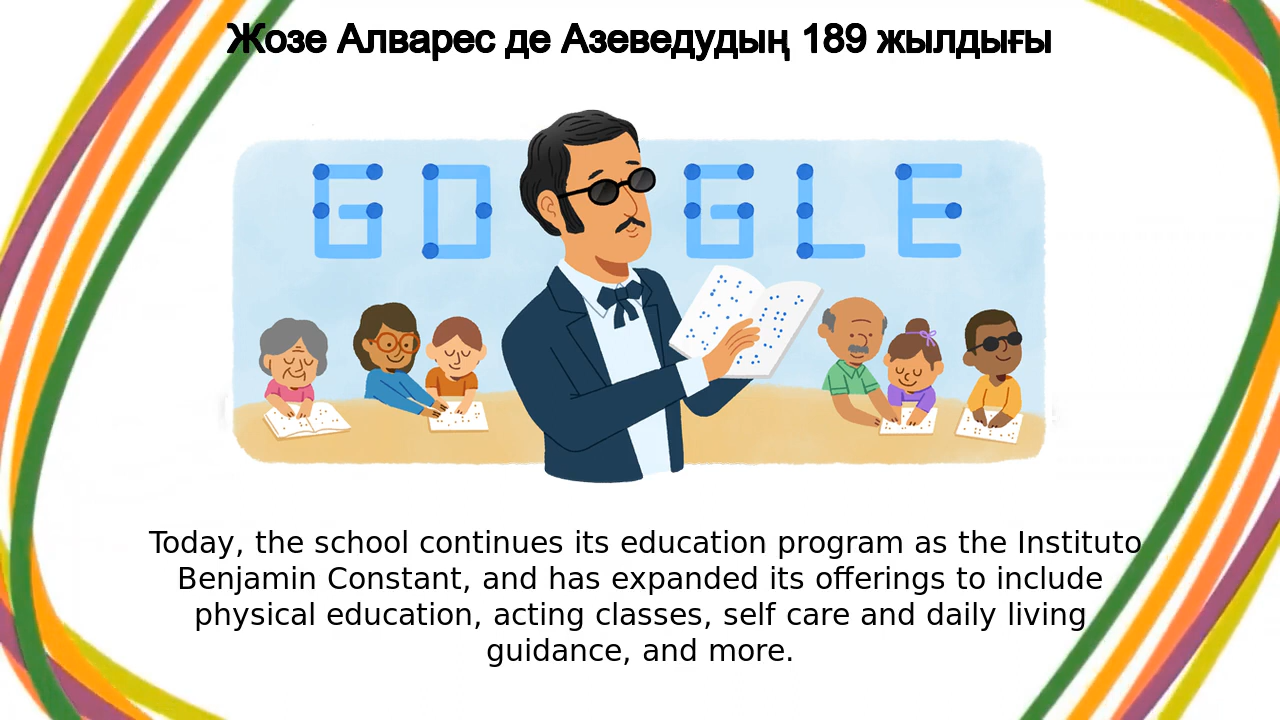 Жозе Алварес де Азеведудың 189 жылдығы
GOOGLE
Today, the school continues its education program as the Instituto
Benjamin Constant, and has expanded its offerings to include
physical education, acting classes, self care and daily living
guidance, and more.